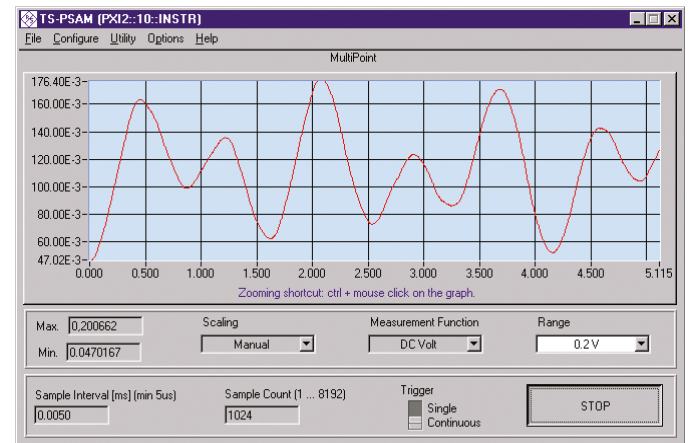 TS-PSAM (PXI2::10::INSTR)
File Configure Utility Options Help
MultiPoint
176.40E-3
160.00E-3
140.00E-3
120.00E-3
100.00E-3
80.00E-3
60.00E-3
47.02E-3
0.000 0.500 1.000 1.500 2.000 2.500 3.000 3.500 4.000 4.500 5.115
Zooming shortcut: ctrl + mouse click on the graph.
Max. 0,200662
Min. 0.0470167
Scaling
Manual
Measurement Function
DC Volt
Range
0.2 V
Sample Interval [ms] (min 5us)
0.0050
Sample Count (1 ... 8192)
1024
Trigger
Single
Continuous
STOP